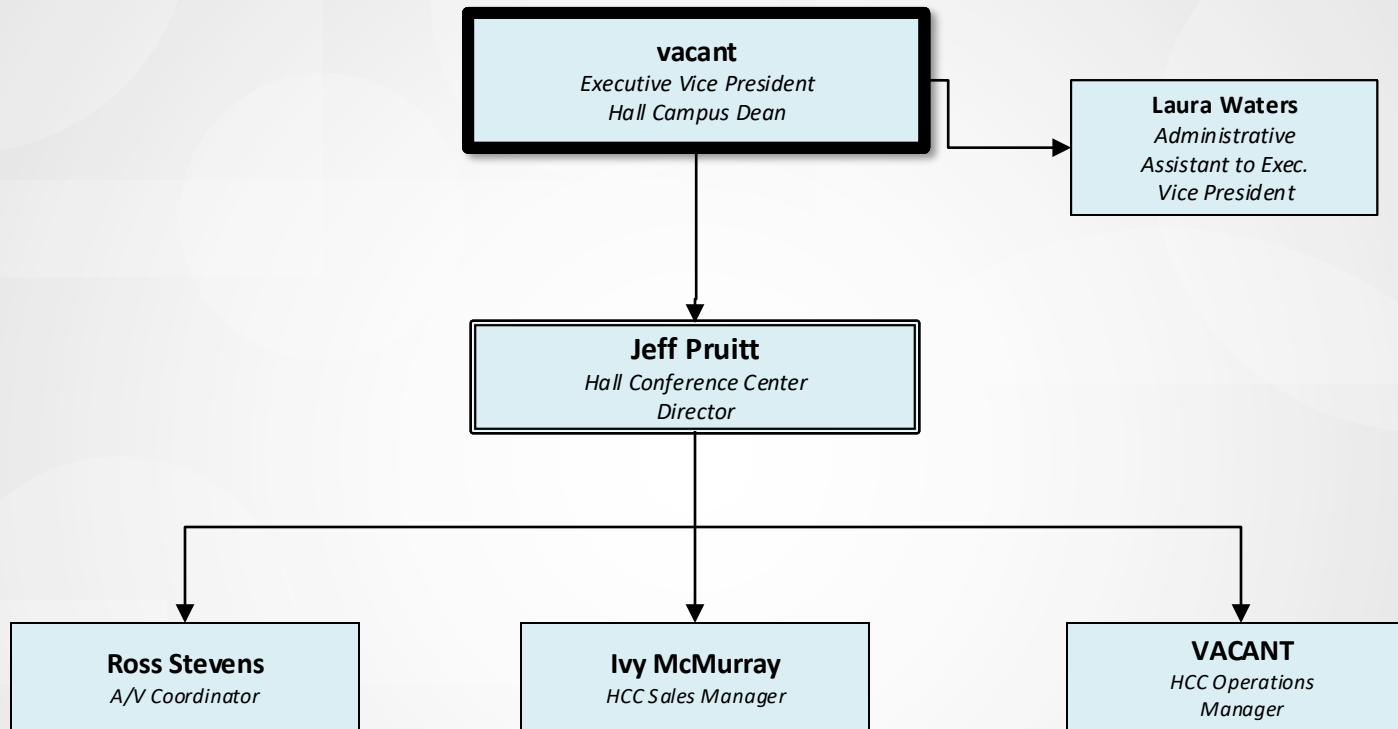 vacant
Executive Vice President
Hall Campus Dean
Laura Waters
Administrative
Assistant to Exec.
Vice President
Jeff Pruitt
Hall Conference Center
Director
Ross Stevens
A/V Coordinator
Ivy McMurray
HCC Sales Manager
VACANT
HCC Operations
Manager